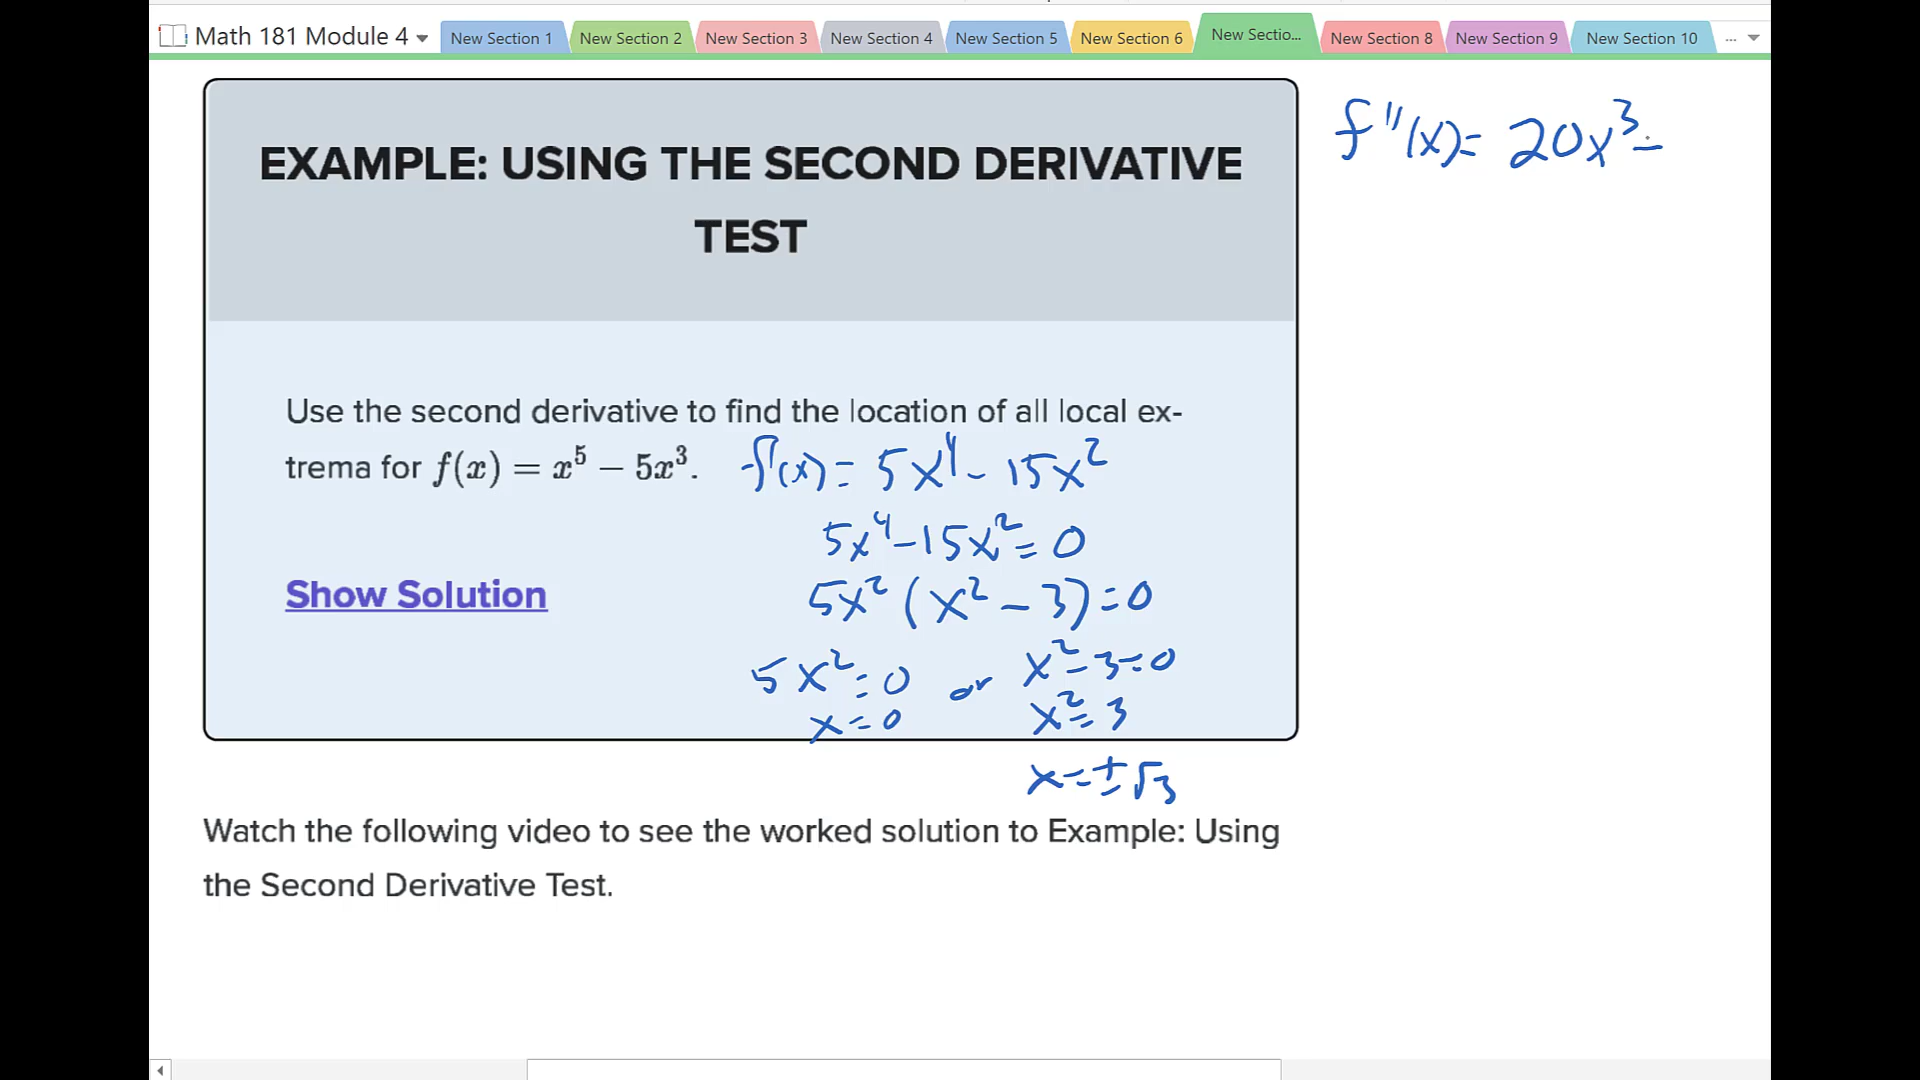 Math 181 Module 4
New Section 1 New Section 2 New Section 3 New Section 4 New Section 5 New Section 6 New Sectio... New Section 8 New Section 9 New Section 10 ...
EXAMPLE: USING THE SECOND DERIVATIVE
TEST
f''(x) = 20x³ -
Use the second derivative to find the location of all local ex-
trema for f(x) = x⁵ − 5x³. f'(x) = 5x⁴ - 15x²
5x⁴ - 15x² = 0
Show Solution 5x² (x² - 3) = 0
5x² = 0 or x² - 3 = 0
x = 0 x² = 3
x = ±√3
Watch the following video to see the worked solution to Example: Using
the Second Derivative Test.